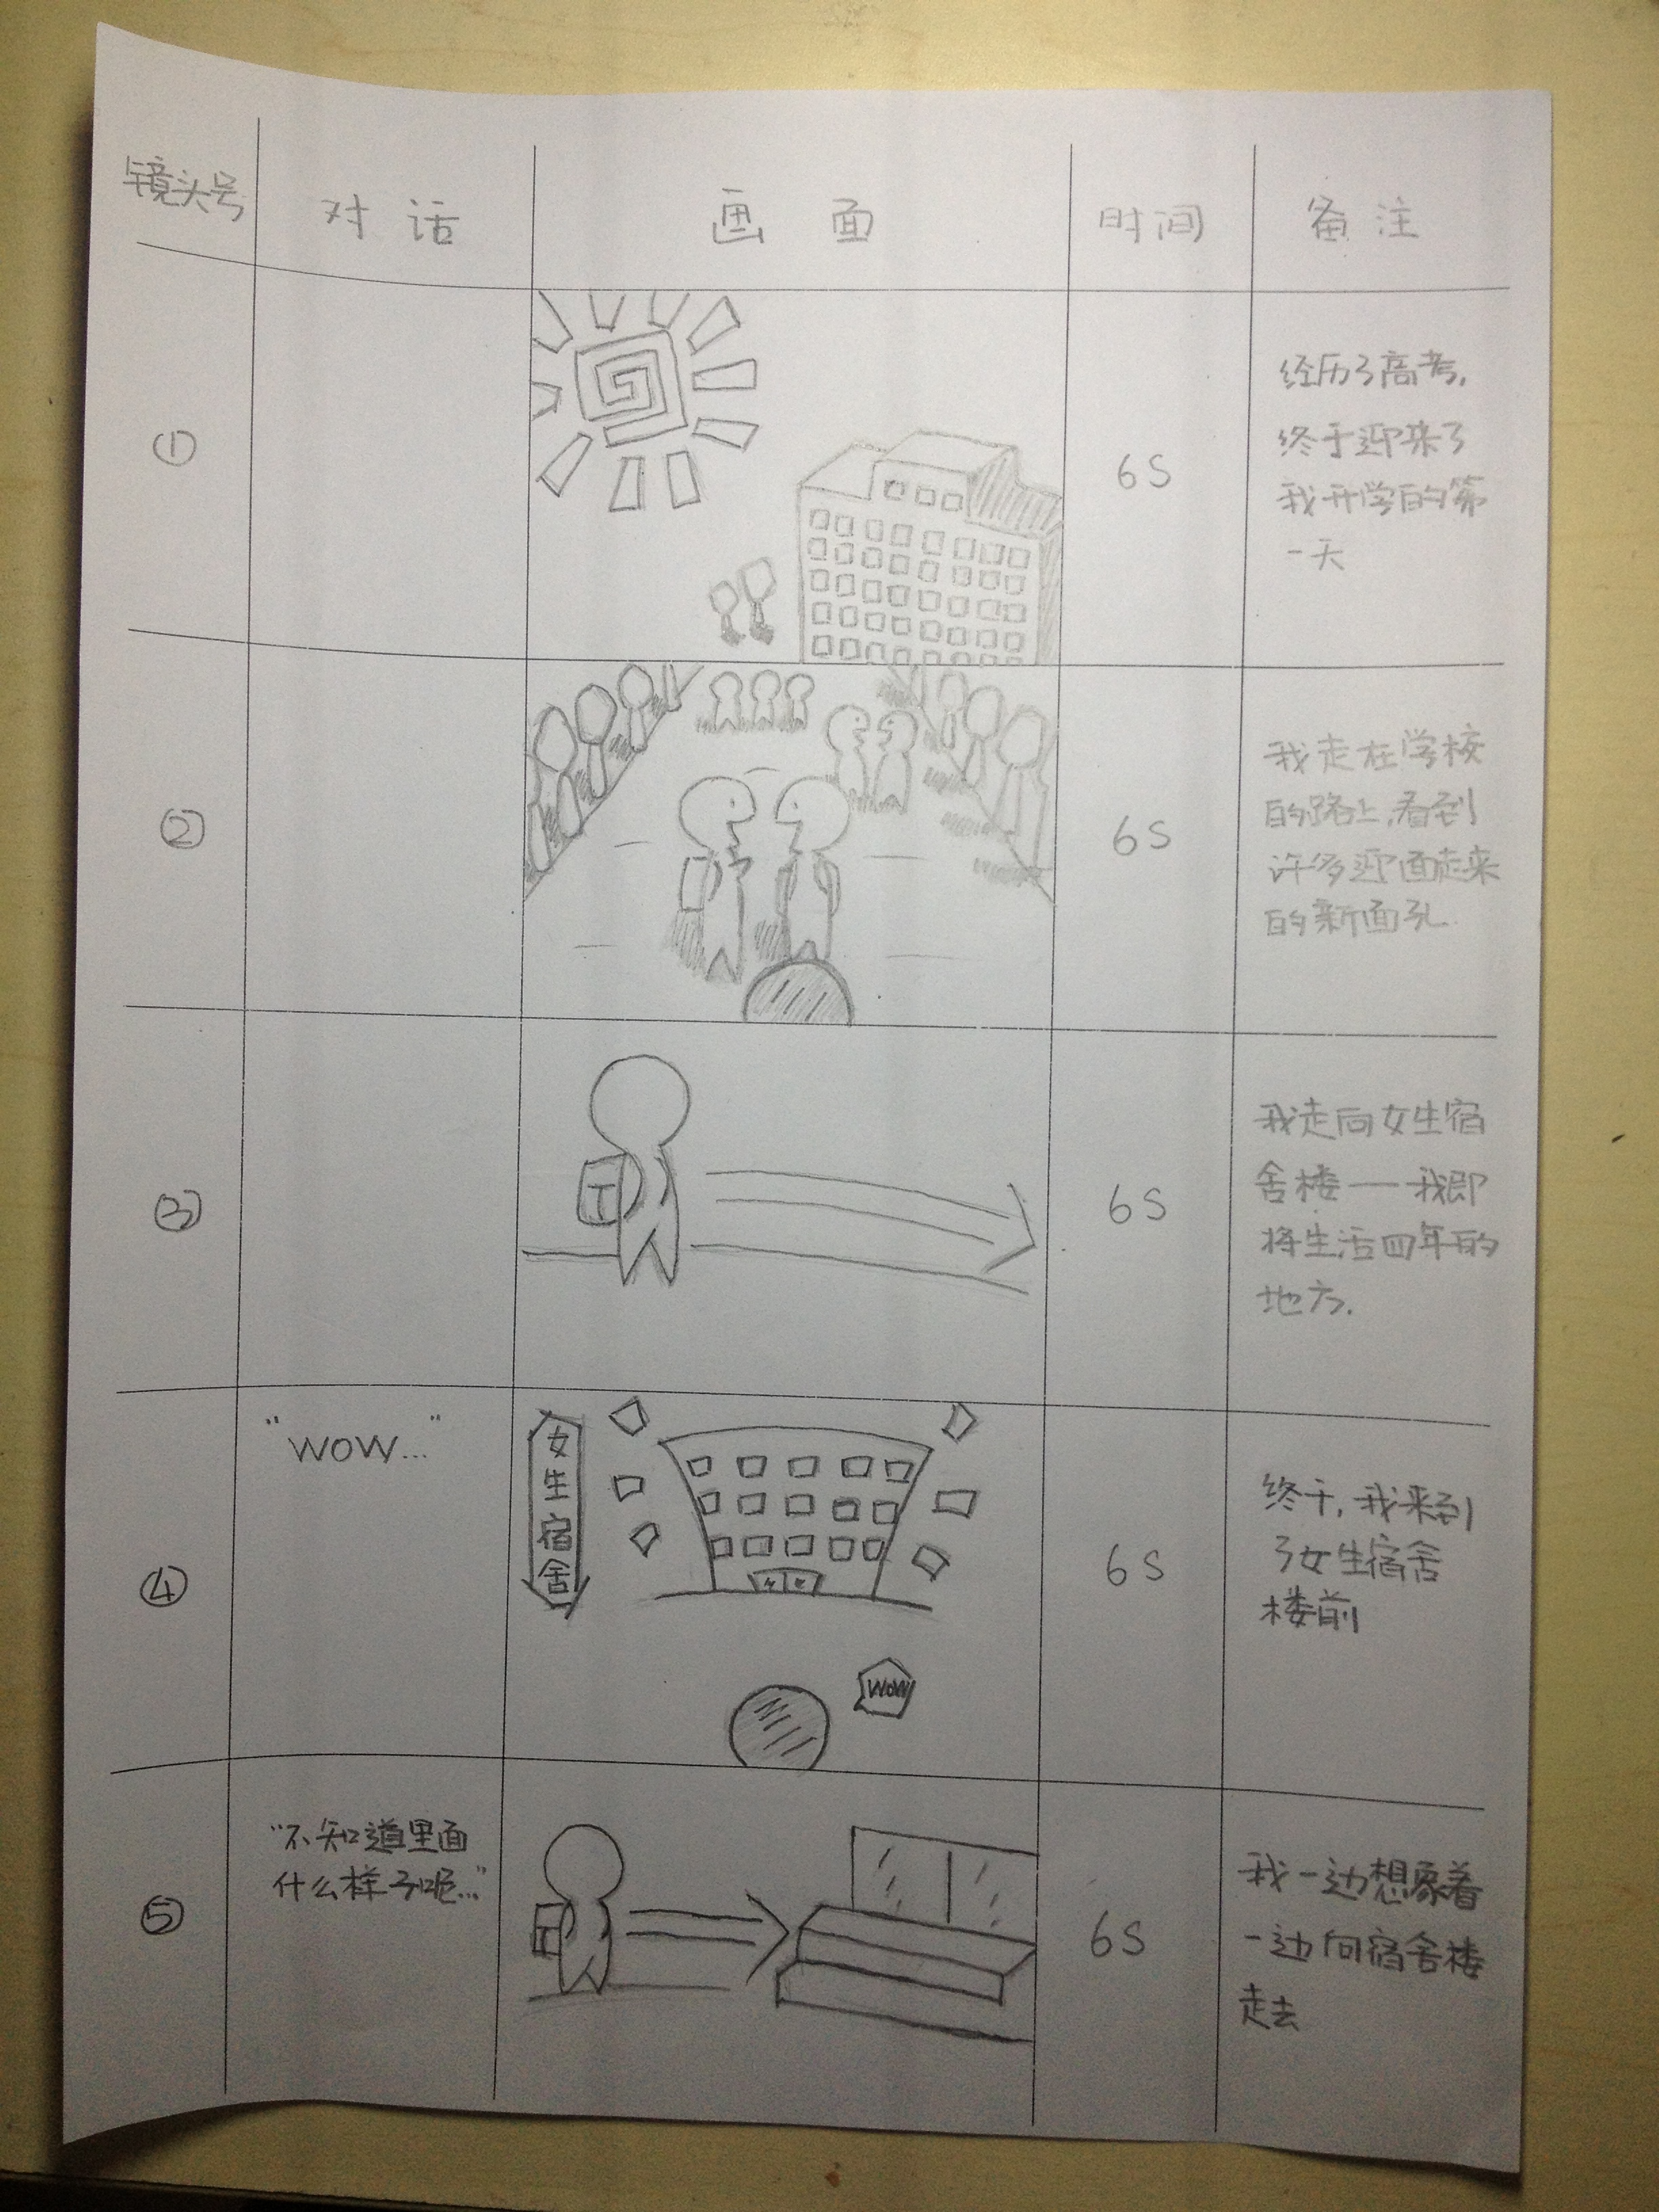 镜头号 对话 画面 时间 备注
① 6S
经历了高考,
终于迎来了
我开学的第
一天
② 6S
我走在学校
的路上,看到
许多迎面走来
的新面孔
③ 6S
我走向女生宿
舍楼——我即
将生活四年的
地方.
④
"WOW..."
女生宿舍
WOW
6S
终于,我来到
了女生宿舍
楼前
⑤
"不知道里面
什么样子呢..."
6S
我一边想象着
一边向宿舍楼
走去